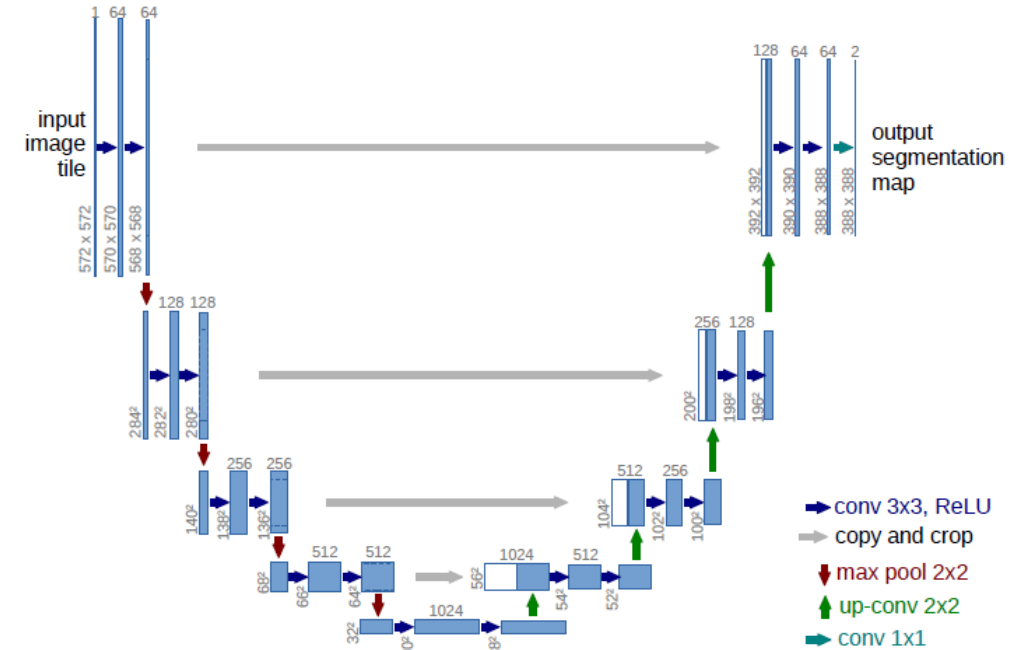 1 64 64
input
image
tile
572 x 572
570 x 570
568 x 568
128 64 64 2
output
segmentation
map
392 x 392
390 x 390
388 x 388
388 x 388
128 128
284²
282²
280²
256 128
200²
198²
196²
256 256
140²
138²
136²
512 256
104²
102²
100²
512 512
68²
66²
64²
1024 512
56²
54²
52²
1024
32²
0²
8²
conv 3x3, ReLU
copy and crop
max pool 2x2
up-conv 2x2
conv 1x1